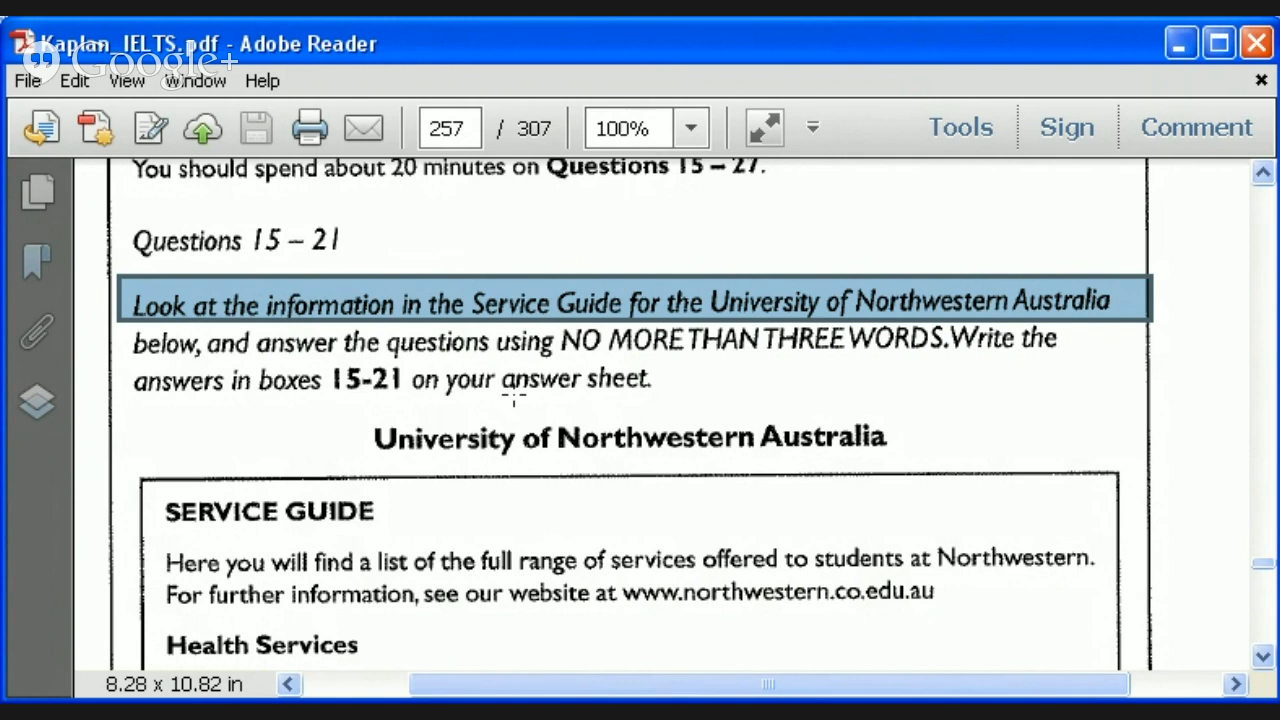 Kaplan_IELTS.pdf - Adobe Reader
Google+
File Edit View Window Help
257 / 307 100% Tools Sign Comment
You should spend about 20 minutes on Questions 15 – 27.
Questions 15 – 21
Look at the information in the Service Guide for the University of Northwestern Australia
below, and answer the questions using NO MORE THAN THREE WORDS. Write the
answers in boxes 15-21 on your answer sheet.
University of Northwestern Australia
SERVICE GUIDE
Here you will find a list of the full range of services offered to students at Northwestern.
For further information, see our website at www.northwestern.co.edu.au
Health Services
8.28 x 10.82 in